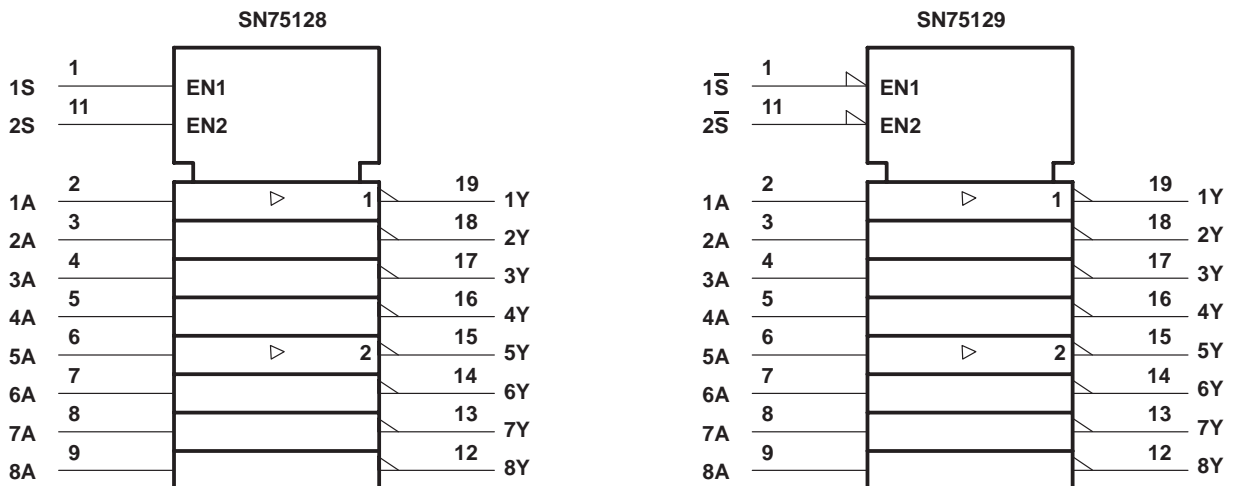 SN75128
1S 1 EN1
2S 11 EN2
1A 2 1 19 1Y
2A 3 18 2Y
3A 4 17 3Y
4A 5 16 4Y
5A 6 2 15 5Y
6A 7 14 6Y
7A 8 13 7Y
8A 9 12 8Y
SN75129
1S̅ 1 EN1
2S̅ 11 EN2
1A 2 1 19 1Y
2A 3 18 2Y
3A 4 17 3Y
4A 5 16 4Y
5A 6 2 15 5Y
6A 7 14 6Y
7A 8 13 7Y
8A 9 12 8Y